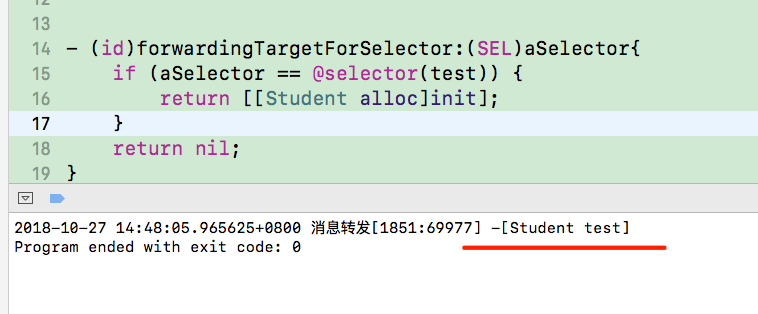 13
14 - (id)forwardingTargetForSelector:(SEL)aSelector{
15     if (aSelector == @selector(test)) {
16         return [[Student alloc]init];
17     }
18     return nil;
19 }
2018-10-27 14:48:05.965625+0800 消息转发[1851:69977] -[Student test]
Program ended with exit code: 0